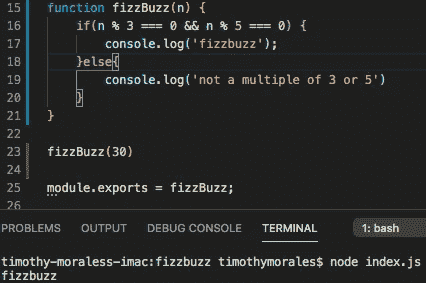 15 function fizzBuzz(n) {
16 if(n % 3 === 0 && n % 5 === 0) {
17 console.log('fizzbuzz');
18 }else{
19 console.log('not a multiple of 3 or 5')
20 }
21 }
22
23 fizzBuzz(30)
24
25 module.exports = fizzBuzz;
26
PROBLEMS OUTPUT DEBUG CONSOLE TERMINAL 1: bash
timothy-moraless-imac:fizzbuzz timothymorales$ node index.js
fizzbuzz